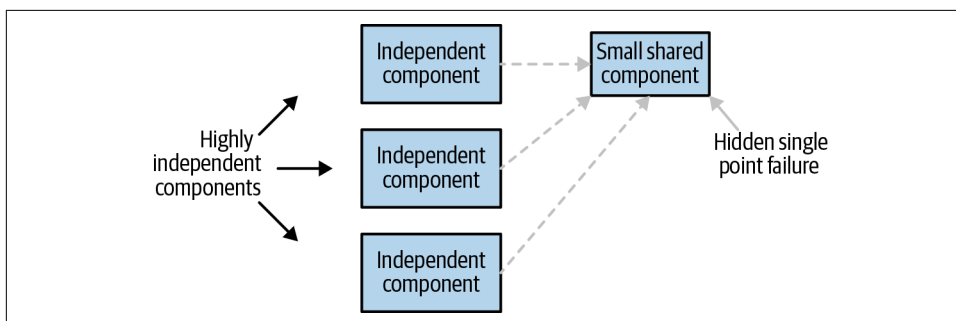 Independent
component
Small shared
component
Highly
independent
components
Independent
component
Hidden single
point failure
Independent
component